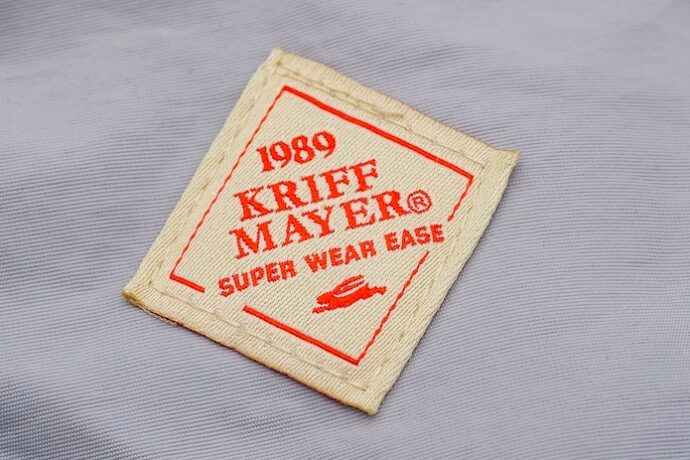 1989
KRIFF
MAYER®
SUPER WEAR EASE